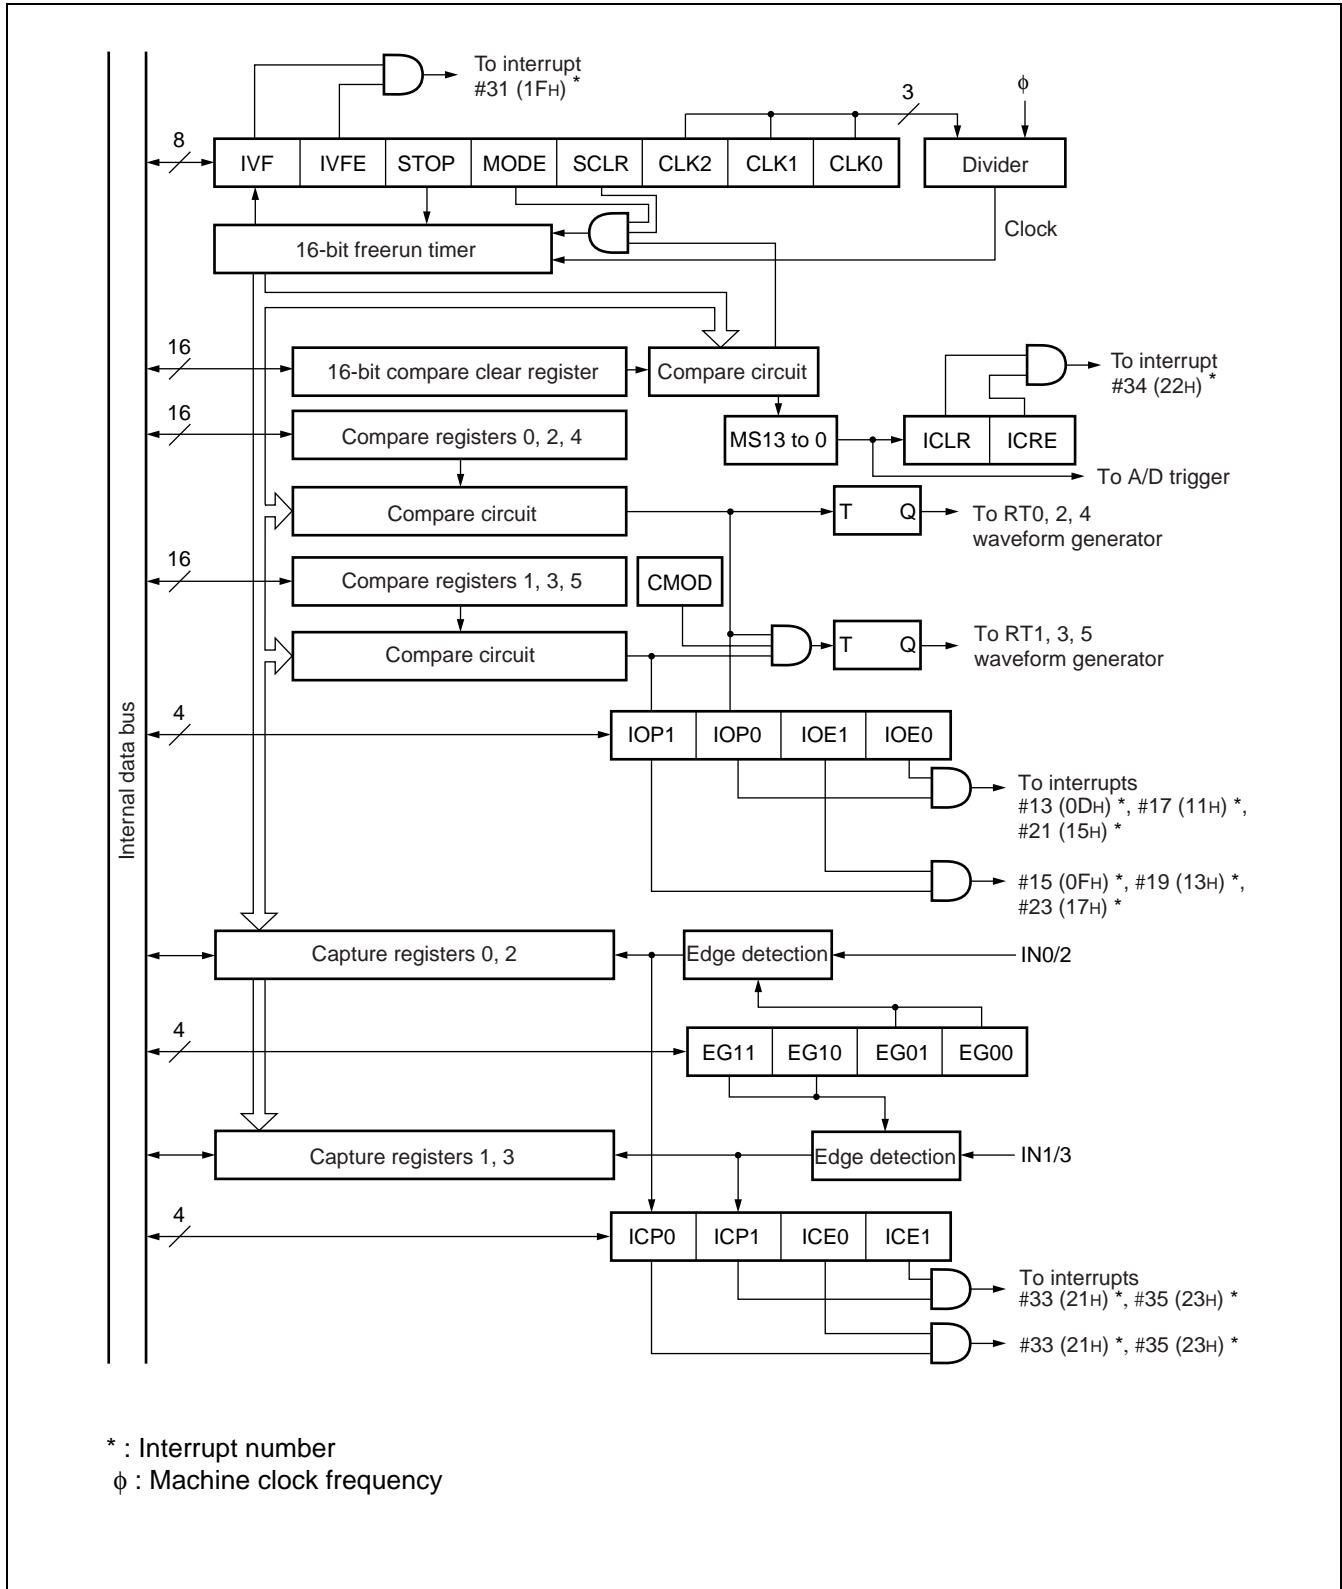 To interrupt
#31 (1FH) *
3
φ
8
IVF IVFE STOP MODE SCLR CLK2 CLK1 CLK0 Divider
16-bit freerun timer
Clock
16
16-bit compare clear register Compare circuit
To interrupt
#34 (22H) *
16
Compare registers 0, 2, 4
MS13 to 0 ICLR ICRE
To A/D trigger
Compare circuit
T Q
To RT0, 2, 4
waveform generator
16
Compare registers 1, 3, 5
CMOD
Compare circuit
T Q
To RT1, 3, 5
waveform generator
Internal data bus
4
IOP1 IOP0 IOE1 IOE0
To interrupts
#13 (0DH) *, #17 (11H) *,
#21 (15H) *
#15 (0FH) *, #19 (13H) *,
#23 (17H) *
Capture registers 0, 2 Edge detection IN0/2
4
EG11 EG10 EG01 EG00
Capture registers 1, 3 Edge detection IN1/3
4
ICP0 ICP1 ICE0 ICE1
To interrupts
#33 (21H) *, #35 (23H) *
#33 (21H) *, #35 (23H) *
* : Interrupt number
φ : Machine clock frequency